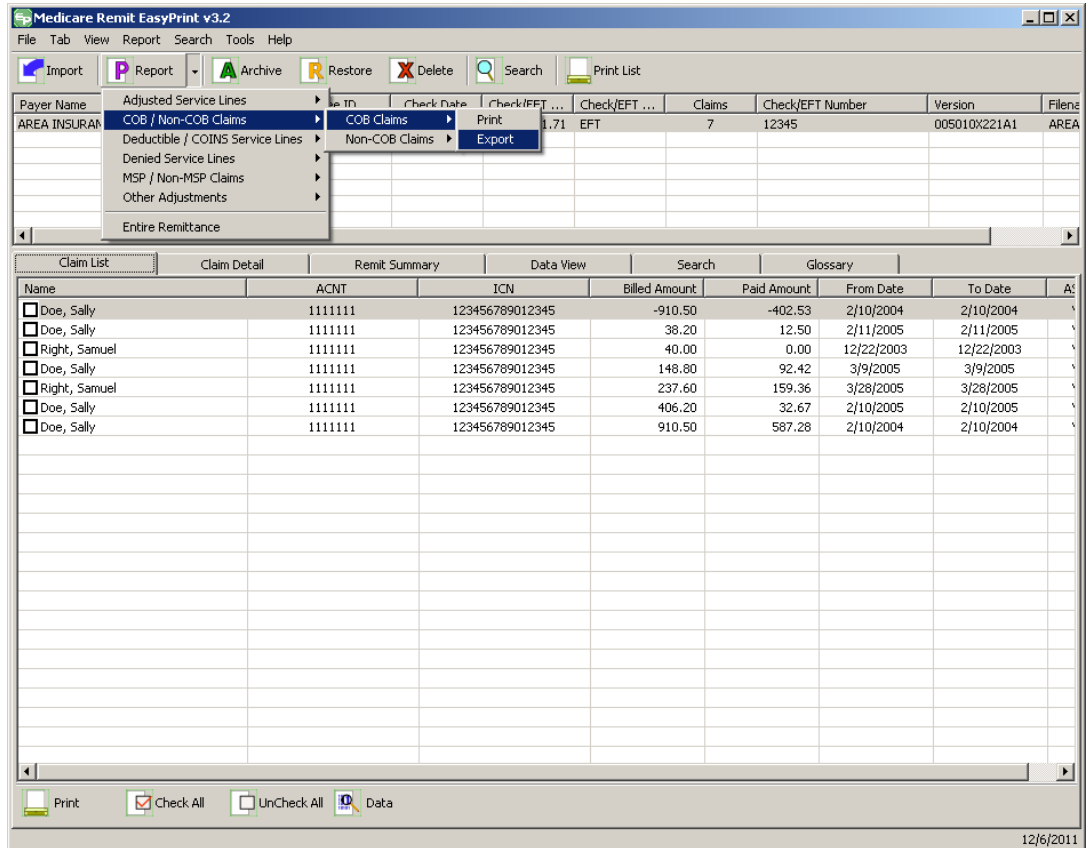 Medicare Remit EasyPrint v3.2
File Tab View Report Search Tools Help
Import Report Archive Restore Delete Search Print List
Payer Name ID Check Date Check/EFT ... Check/EFT ... Claims Check/EFT Number Version
AREA 1.71 EFT 7 12345 005010X221A1 AREA
Adjusted Service Lines
COB / Non-COB Claims COB Claims Print
Deductible / COINS Service Lines Non-COB Claims Export
Denied Service Lines
MSP / Non-MSP Claims
Other Adjustments
Entire Remittance
Claim List Claim Detail Remit Summary Data View Search Glossary
Name ACNT ICN Billed Amount Paid Amount From Date To Date
Doe, Sally 1111111 123456789012345 -910.50 -402.53 2/10/2004 2/10/2004
Doe, Sally 1111111 123456789012345 38.20 12.50 2/11/2005 2/11/2005
Right, Samuel 1111111 123456789012345 40.00 0.00 12/22/2003 12/22/2003
Doe, Sally 1111111 123456789012345 148.80 92.42 3/9/2005 3/9/2005
Right, Samuel 1111111 123456789012345 237.60 159.36 3/28/2005 3/28/2005
Doe, Sally 1111111 123456789012345 406.20 32.67 2/10/2005 2/10/2005
Doe, Sally 1111111 123456789012345 910.50 587.28 2/10/2004 2/10/2004
Print Check All UnCheck All Data
12/6/2011